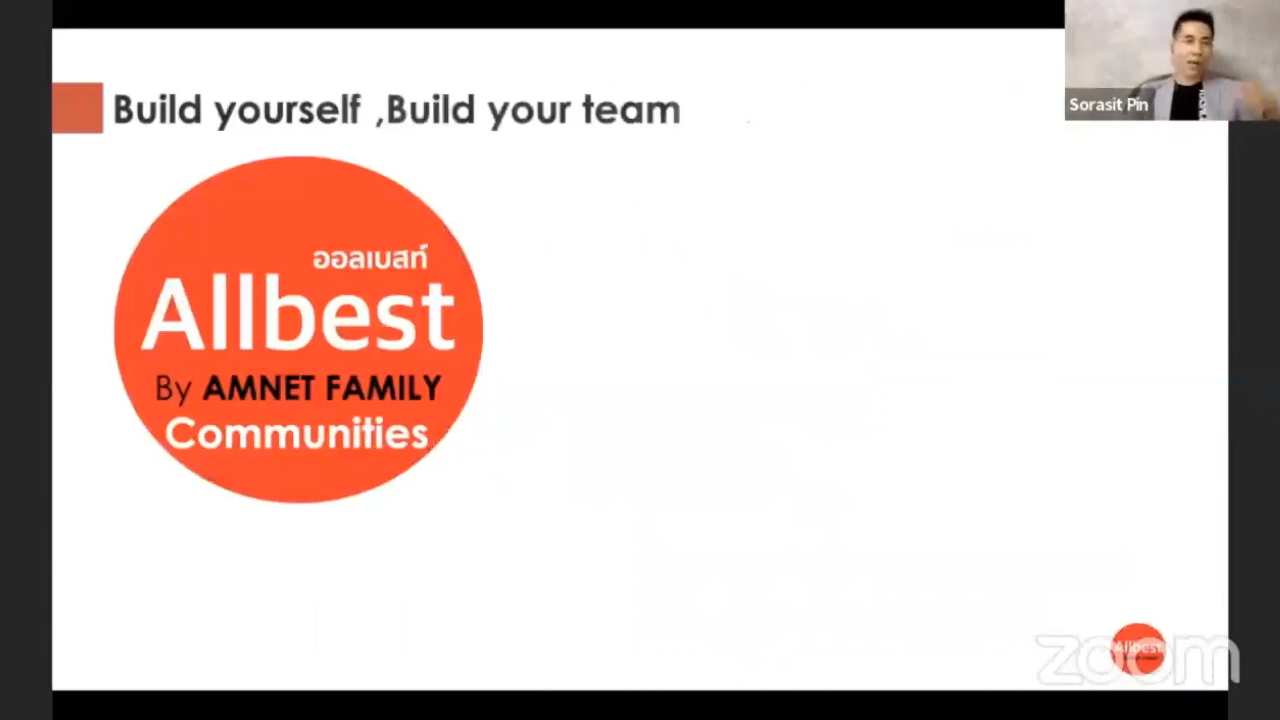 Build yourself ,Build your team
Sorasit Pin
ออลเบสท์
Allbest
By AMNET FAMILY
Communities
Allbest
zoom